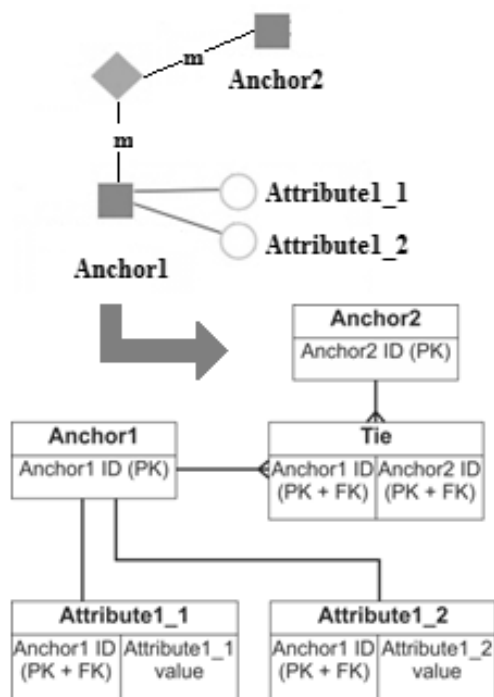 m
Anchor2
m
Attribute1_1
Attribute1_2
Anchor1
Anchor2
Anchor2 ID (PK)
Anchor1
Anchor1 ID (PK)
Tie
Anchor1 ID Anchor2 ID
(PK + FK) (PK + FK)
Attribute1_1
Anchor1 ID Attribute1_1
(PK + FK) value
Attribute1_2
Anchor1 ID Attribute1_2
(PK + FK) value